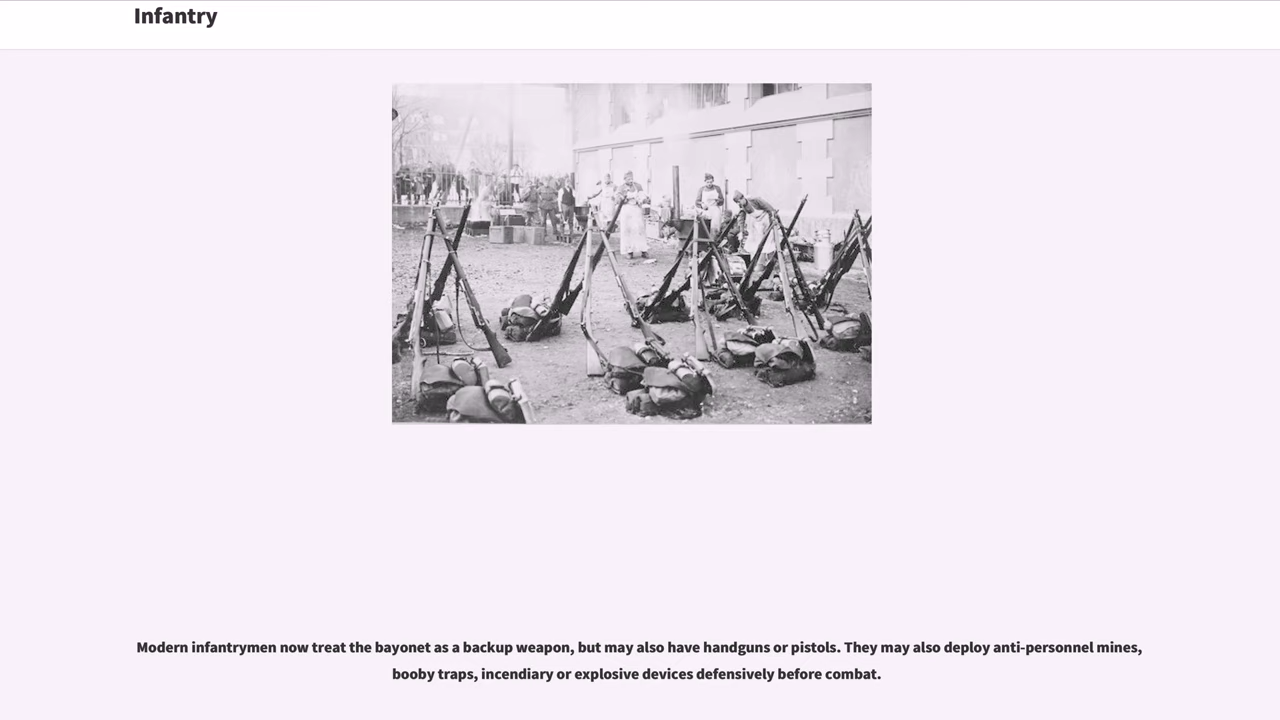 Infantry
Modern infantrymen now treat the bayonet as a backup weapon, but may also have handguns or pistols. They may also deploy anti-personnel mines,
booby traps, incendiary or explosive devices defensively before combat.